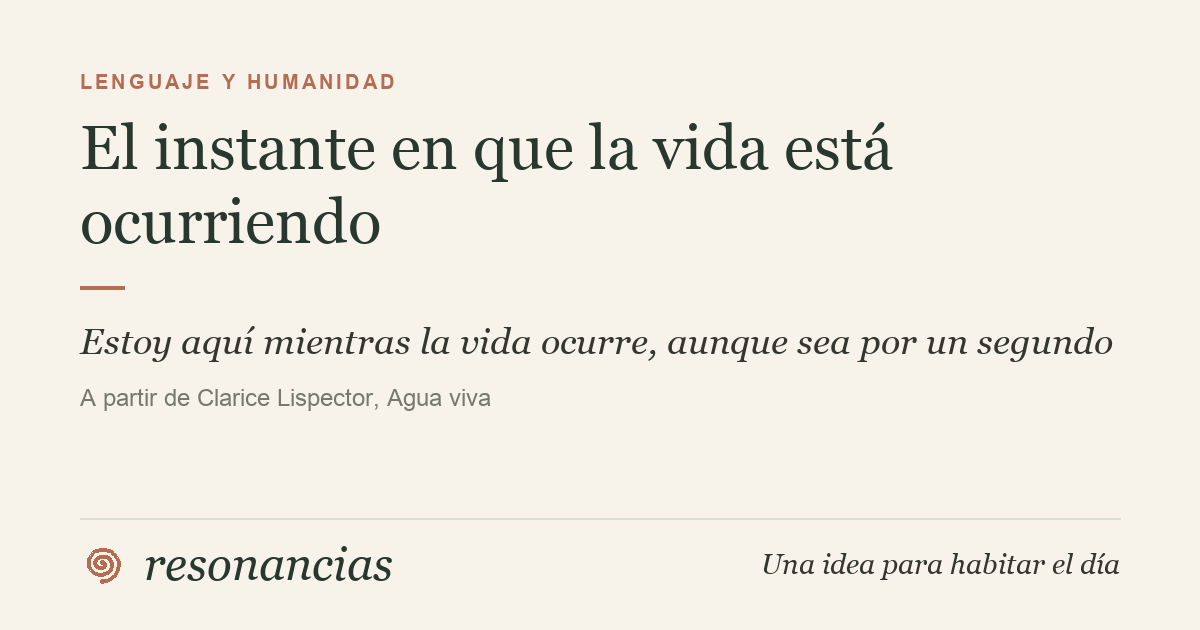 LENGUAJE Y HUMANIDAD
El instante en que la vida está
ocurriendo
Estoy aquí mientras la vida ocurre, aunque sea por un segundo
A partir de Clarice Lispector, Agua viva
resonancias
Una idea para habitar el día